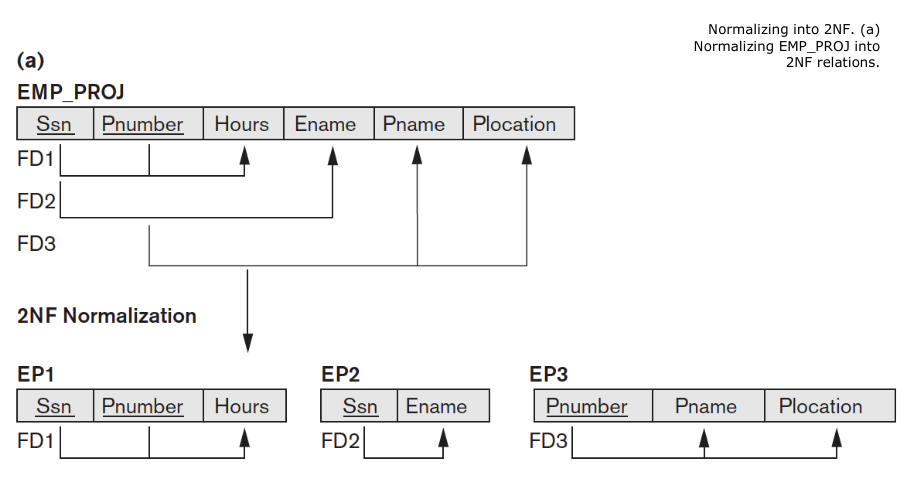 Normalizing into 2NF. (a)
Normalizing EMP_PROJ into
2NF relations.
(a)
EMP_PROJ
Ssn Pnumber Hours Ename Pname Plocation
FD1
FD2
FD3
2NF Normalization
EP1 EP2 EP3
Ssn Pnumber Hours Ssn Ename Pnumber Pname Plocation
FD1 FD2 FD3